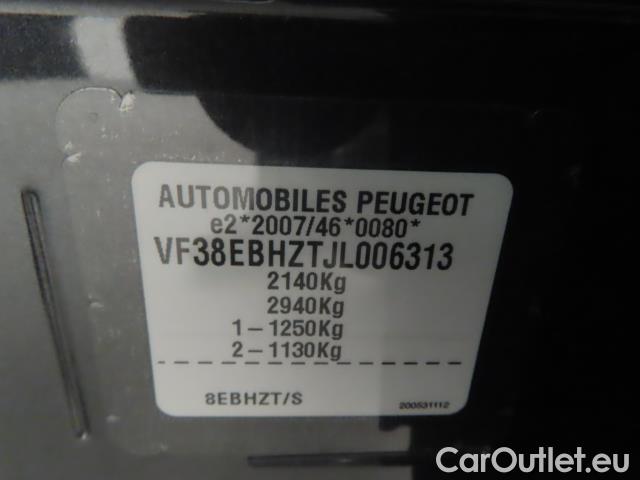 AUTOMOBILES PEUGEOT
e2*2007/46*0080*
VF38EBHZTJL006313
2140Kg
2940Kg
1-1250Kg
2-1130Kg
8EBHZT/S 200531112
CarOutlet.eu